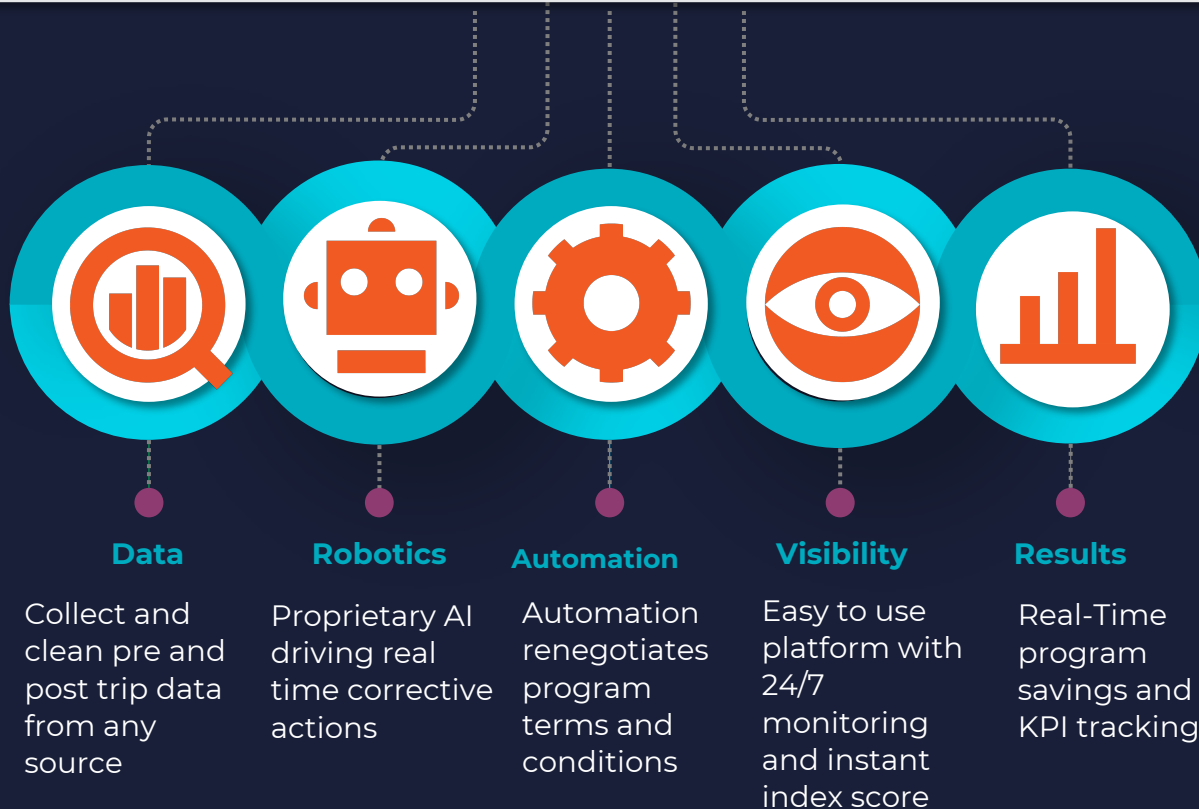 Data
Collect and
clean pre and
post trip data
from any
source
Robotics
Proprietary AI
driving real
time corrective
actions
Automation
Automation
renegotiates
program
terms and
conditions
Visibility
Easy to use
platform with
24/7
monitoring
and instant
index score
Results
Real-Time
program
savings and
KPI tracking